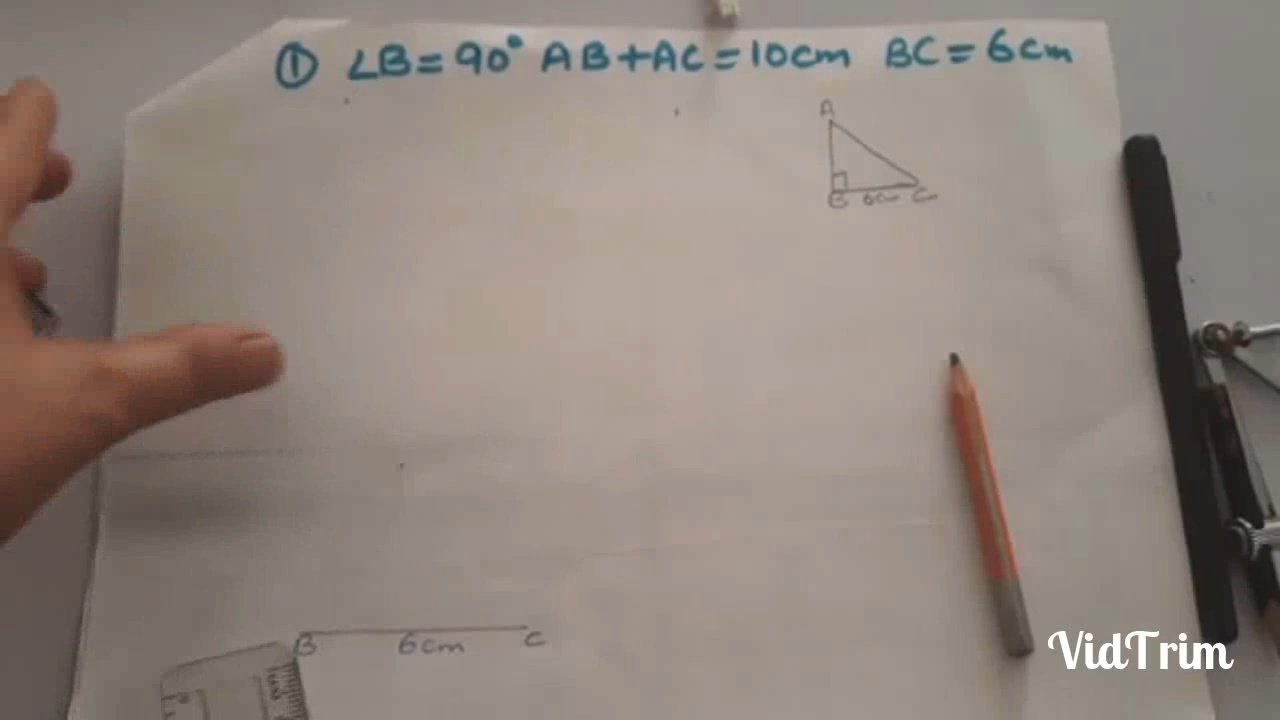 ① ∠B = 90° AB + AC = 10cm BC = 6cm
A
B 6cm C
B 6cm C
VidTrim